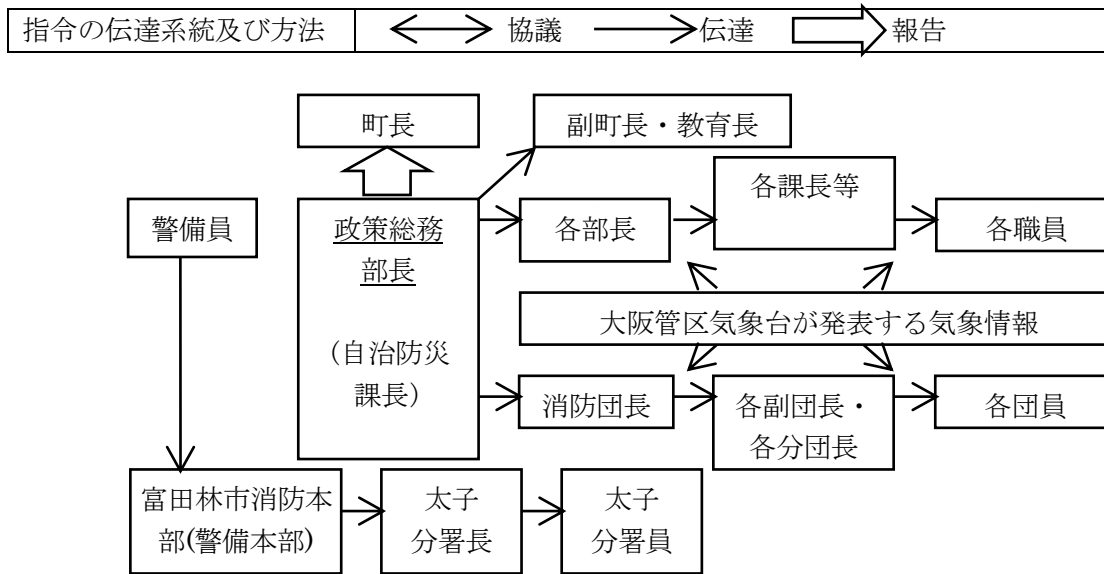 指令の伝達系統及び方法
協議
伝達
報告
町長
副町長・教育長
警備員
政策総務
部長
(自治防災
課長)
各部長
各課長等
各職員
大阪管区気象台が発表する気象情報
消防団長
各副団長・
各分団長
各団員
富田林市消防本
部(警備本部)
太子
分署長
太子
分署員